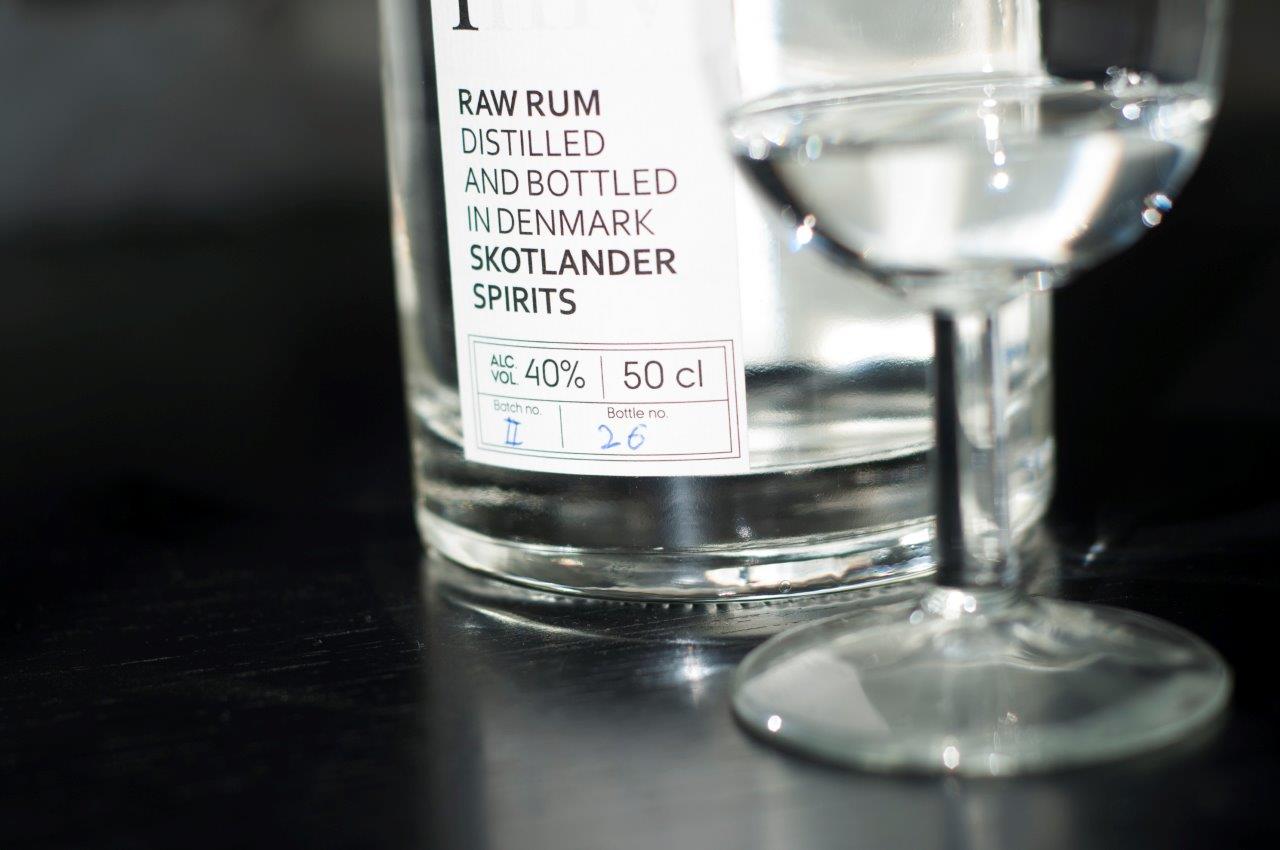 RAW RUM
DISTILLED
AND BOTTLED
IN DENMARK
SKOTLANDER
SPIRITS
ALC. VOL. 40% 50 cl
Batch no. Bottle no.
II 26